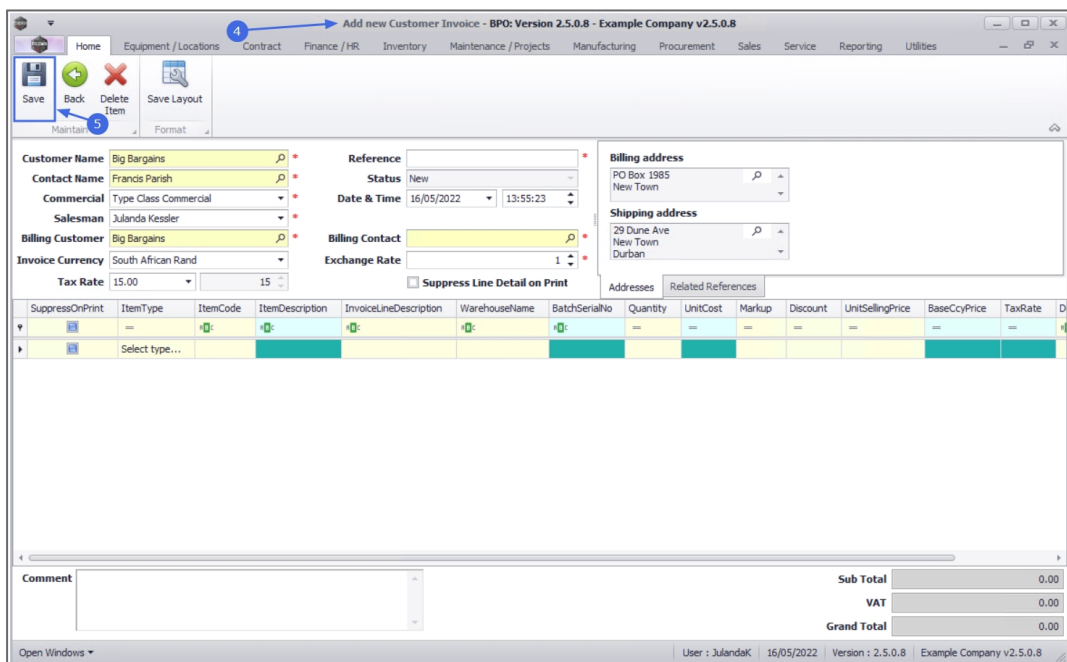 4
Add new Customer Invoice - BPO: Version 2.5.0.8 - Example Company v2.5.0.8
Home Equipment / Locations Contract Finance / HR Inventory Maintenance / Projects Manufacturing Procurement Sales Service Reporting Utilities
Save Back Delete Item Save Layout
5
Maintain Format
Customer Name Big Bargains * Reference * Billing address
PO Box 1985
New Town
Contact Name Francis Parish * Status New
Commercial Type Class Commercial * Date & Time 16/05/2022 13:55:23
Shipping address
29 Dune Ave
New Town
Durban
Salesman Julanda Kessler *
Billing Customer Big Bargains * Billing Contact *
Invoice Currency South African Rand Exchange Rate 1 *
Tax Rate 15.00 15 Suppress Line Detail on Print Addresses Related References
SuppressOnPrint ItemType ItemCode ItemDescription InvoiceLineDescription WarehouseName BatchSerialNo Quantity UnitCost Markup Discount UnitSellingPrice BaseCcyPrice TaxRate D
= = = = = = = =
Select type...
Comment Sub Total 0.00
VAT 0.00
Grand Total 0.00
Open Windows User : JulandaK 16/05/2022 Version : 2.5.0.8 Example Company v2.5.0.8